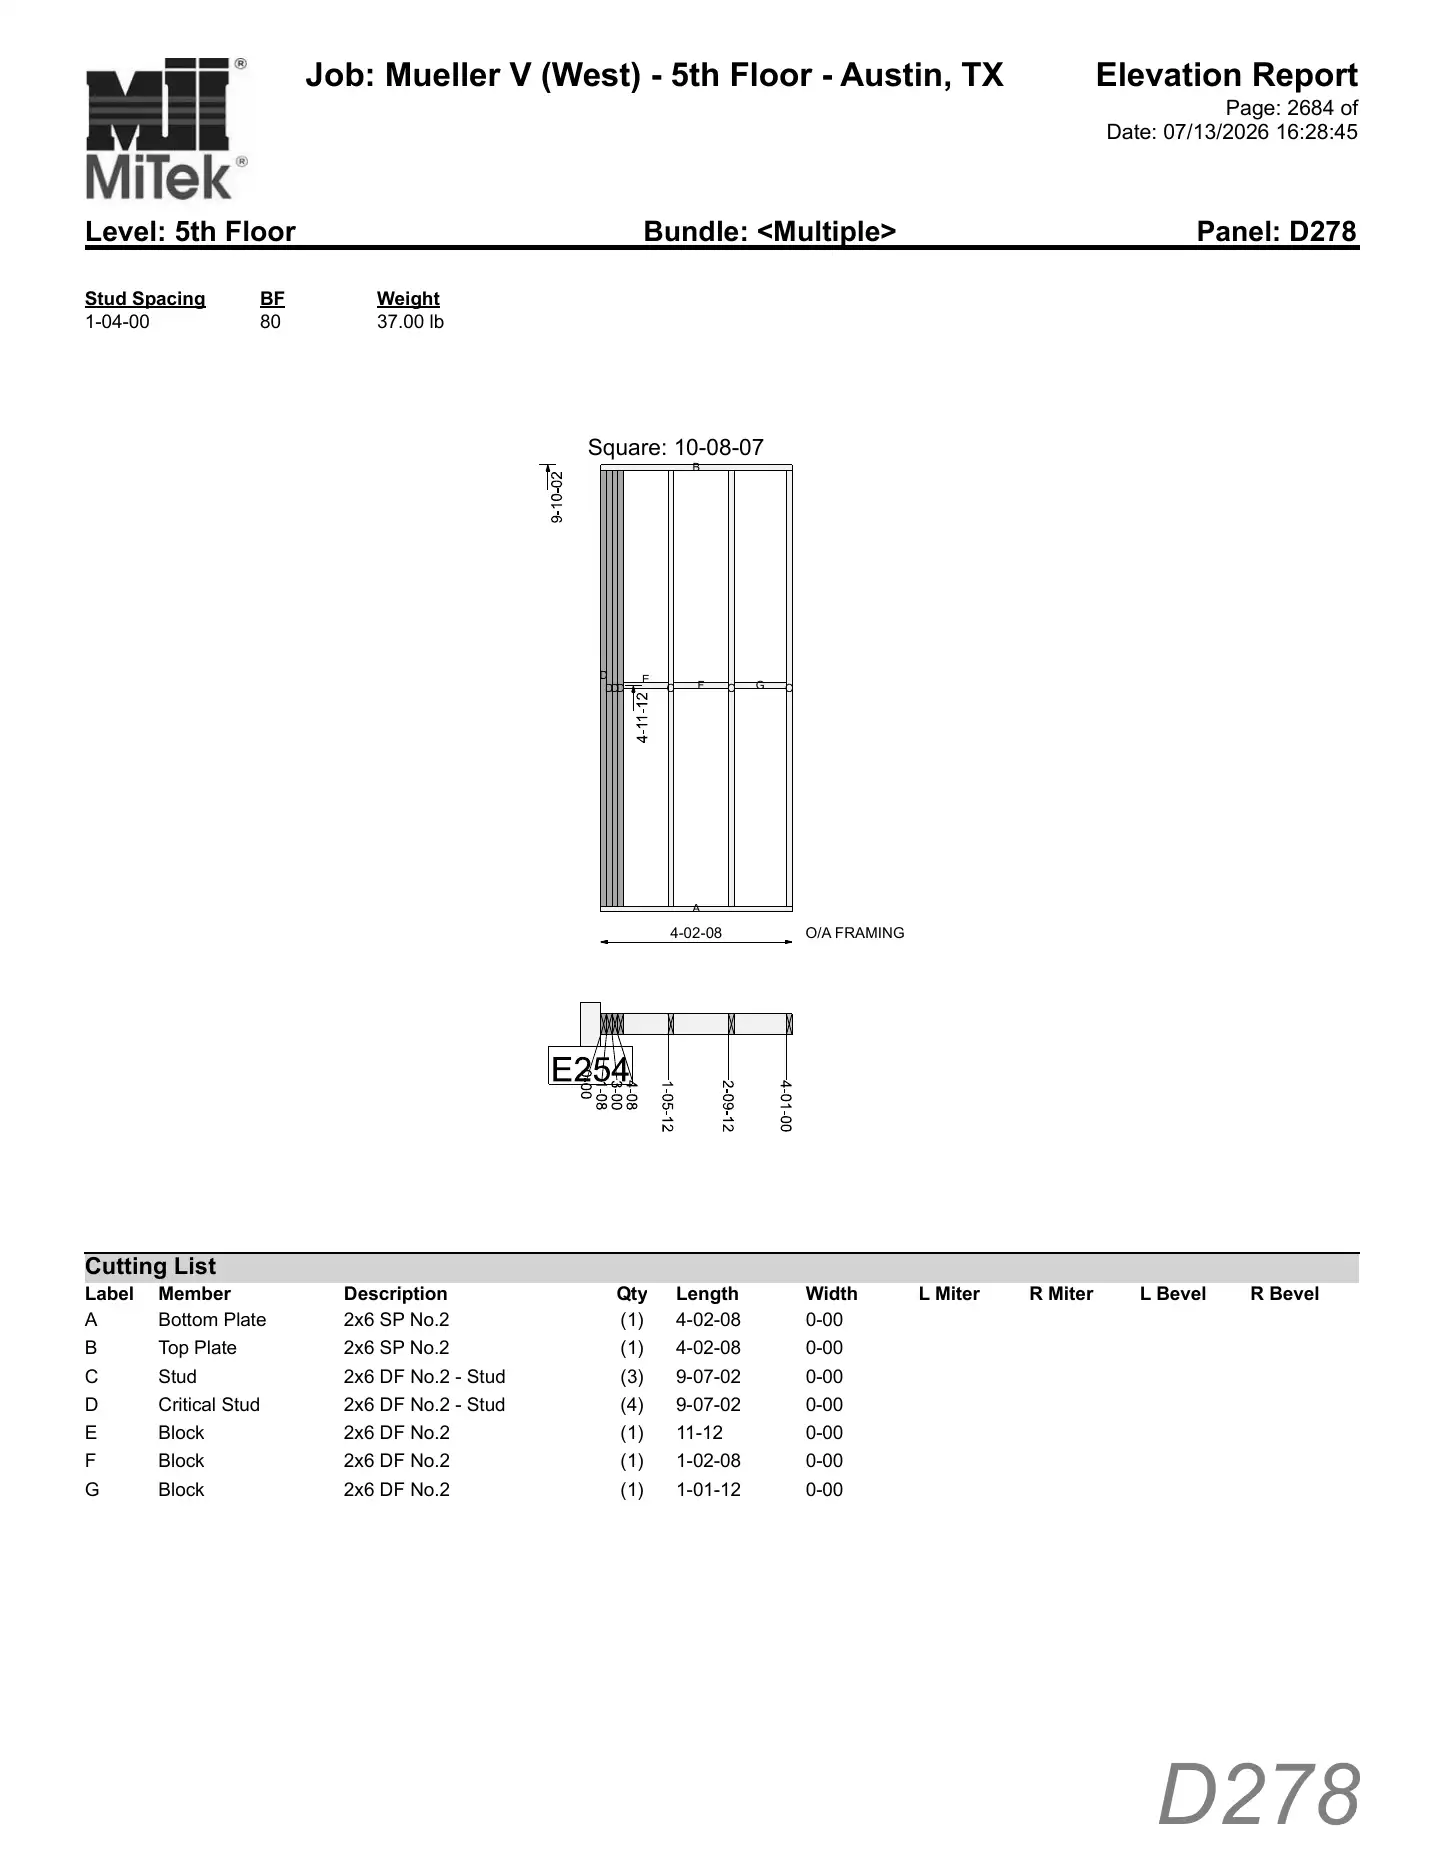 Job: Mueller V (West) - 5th Floor - Austin, TX
Elevation Report
Page: 2684 of
Date: 07/13/2026 16:28:45
MiTek®
Level: 5th Floor Bundle: <Multiple> Panel: D278
Stud Spacing BF Weight
1-04-00 80 37.00 lb
Square: 10-08-07
B
9-10-02
D
E F G
4-11-12
A
4-02-08 O/A FRAMING
E254
1-05-12
2-09-12
4-01-00
Cutting List
Label Member Description Qty Length Width L Miter R Miter L Bevel R Bevel
A Bottom Plate 2x6 SP No.2 (1) 4-02-08 0-00
B Top Plate 2x6 SP No.2 (1) 4-02-08 0-00
C Stud 2x6 DF No.2 - Stud (3) 9-07-02 0-00
D Critical Stud 2x6 DF No.2 - Stud (4) 9-07-02 0-00
E Block 2x6 DF No.2 (1) 11-12 0-00
F Block 2x6 DF No.2 (1) 1-02-08 0-00
G Block 2x6 DF No.2 (1) 1-01-12 0-00
D278